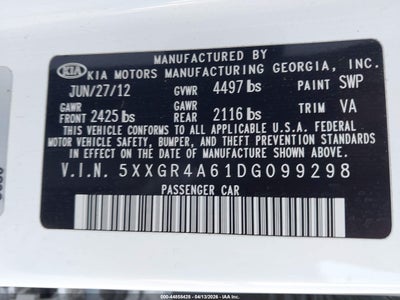 MANUFACTURED BY
KIA KIA MOTORS MANUFACTURING GEORGIA, INC.
JUN/27/12 GVWR 4497 lbs PAINT SWP
GAWR FRONT 2425 lbs GAWR REAR 2116 lbs TRIM VA
THIS VEHICLE CONFORMS TO ALL APPLICABLE U.S. FEDERAL
MOTOR VEHICLE SAFETY, BUMPER, AND THEFT PREVENTION STANDARDS
IN EFFECT ON THE DATE OF MANUFACTURE SHOWN ABOVE.
V.I.N. 5XXGR4A61DG099298
PASSENGER CAR
000-44858428 - 04/13/2026 - IAA Inc.